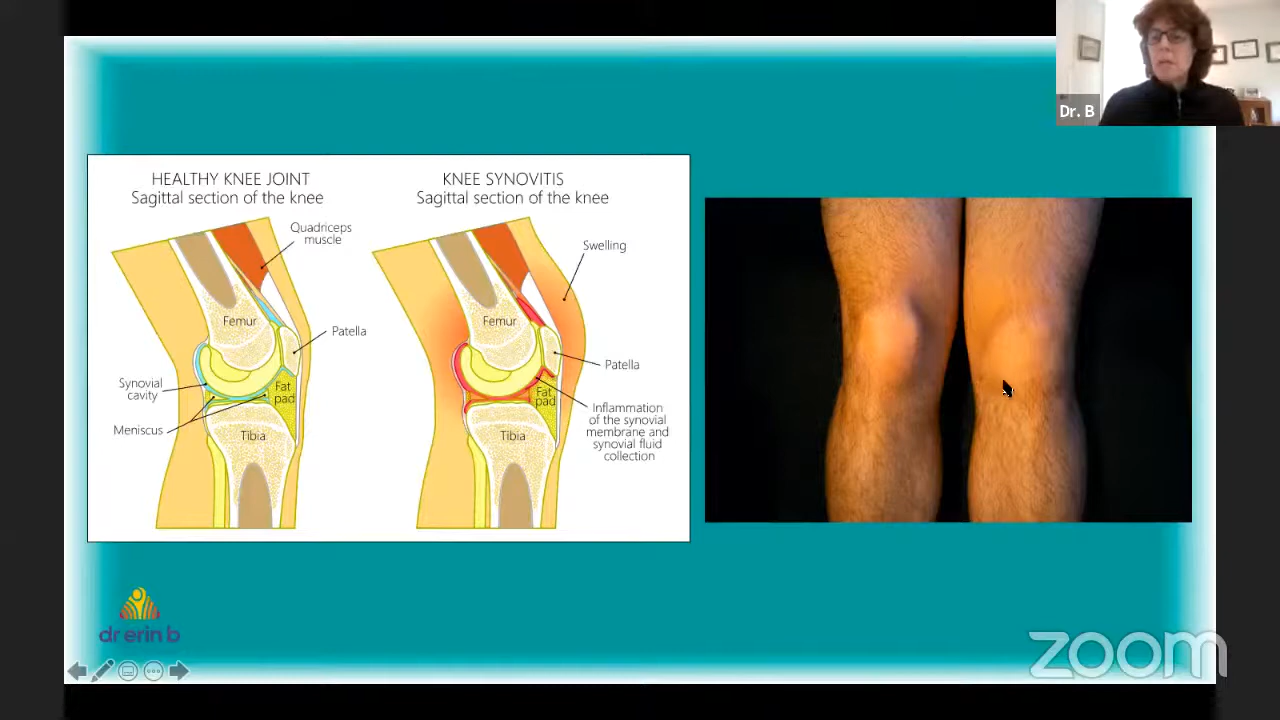 Dr. B
HEALTHY KNEE JOINT
Sagittal section of the knee
Quadriceps
muscle
Femur
Patella
Synovial
cavity
Fat
pad
Meniscus
Tibia
KNEE SYNOVITIS
Sagittal section of the knee
Swelling
Femur
Patella
Fat
pad
Inflammation
of the synovial
membrane and
synovial fluid
collection
Tibia
dr erin b
zoom